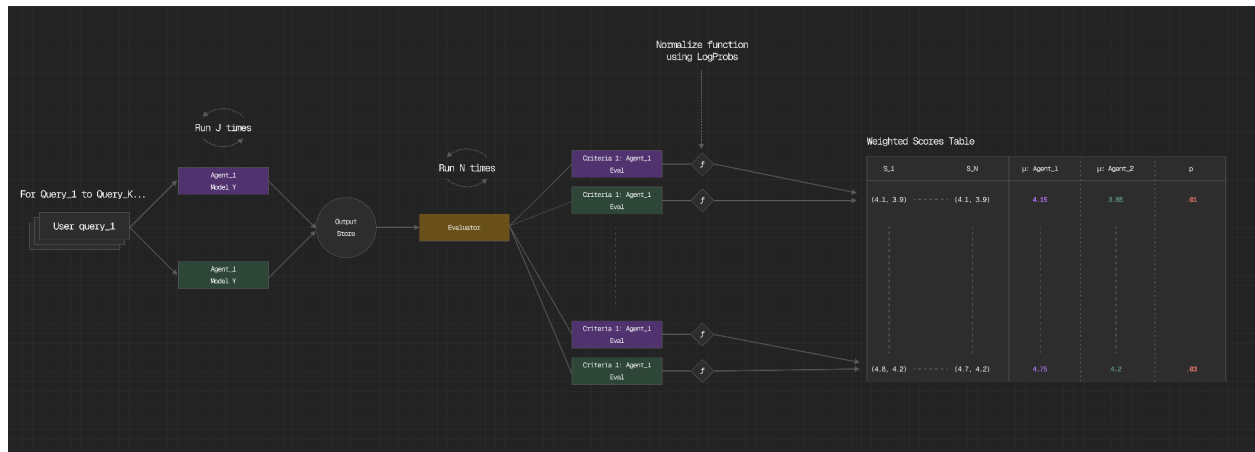 Normalize function
using LogProbs
Run J times
Run N times
For Query_1 to Query_K...
User query_1
Agent_1
Model Y
Agent_1
Model Y
Output
Store
Evaluator
Criteria 1: Agent_1
Eval
Criteria 1: Agent_1
Eval
Criteria 1: Agent_1
Eval
Criteria 1: Agent_1
Eval
f
f
f
f
Weighted Scores Table
S_1 S_N μ: Agent_1 μ: Agent_2 p
(4.1, 3.9) (4.1, 3.9) 4.15 3.85 .01
(4.8, 4.2) (4.7, 4.2) 4.75 4.2 .03